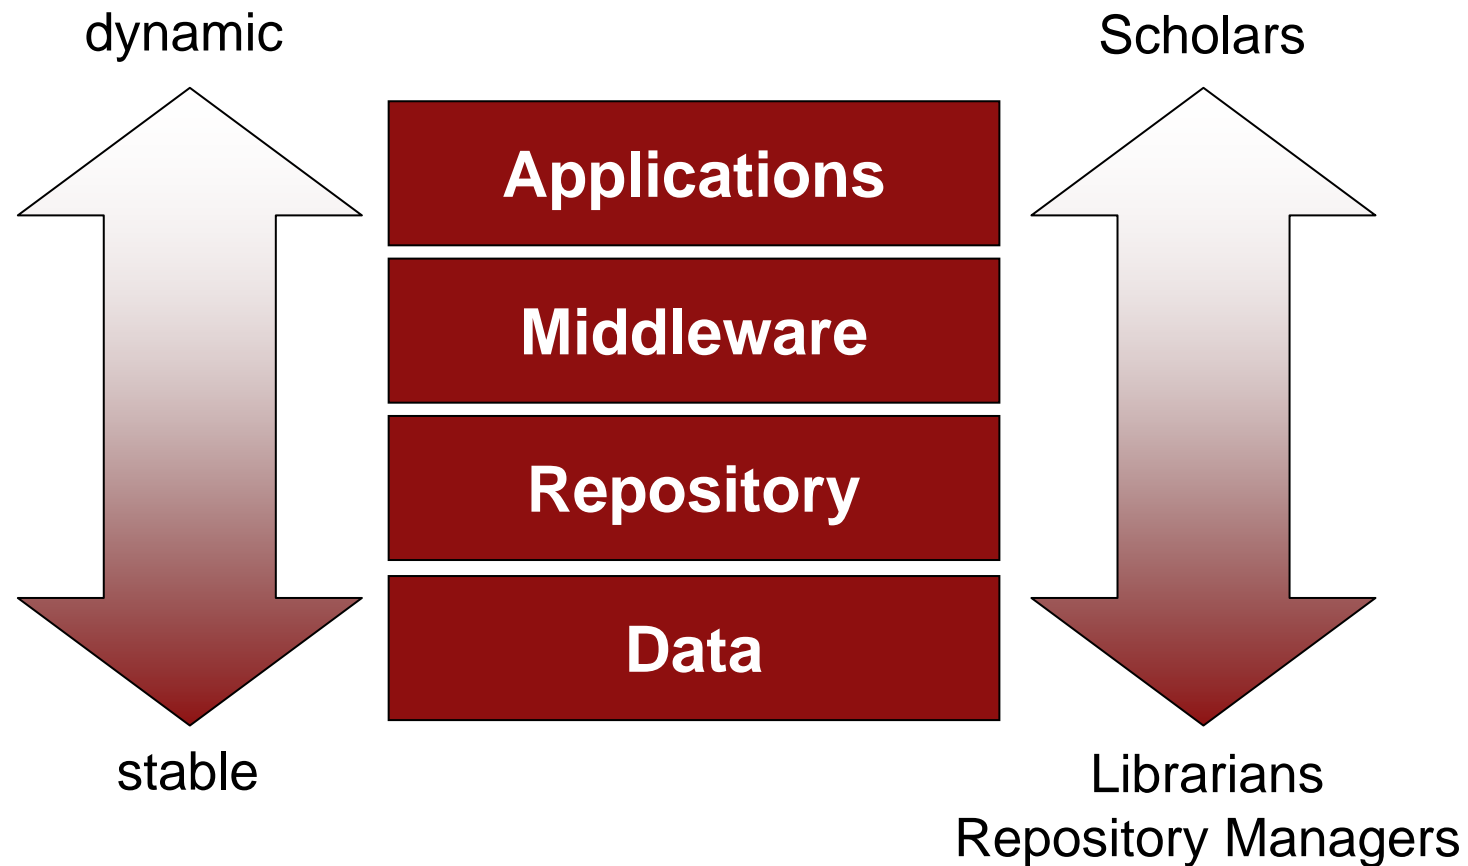 dynamic
Scholars
Applications
Middleware
Repository
Data
stable
Librarians
Repository Managers